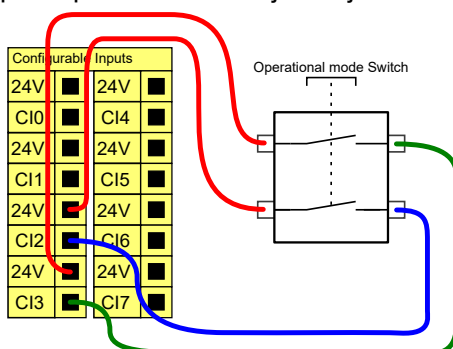 Configurable Inputs
Operational mode Switch
24V 24V
CI0 CI4
24V 24V
CI1 CI5
24V 24V
CI2 CI6
24V 24V
CI3 CI7